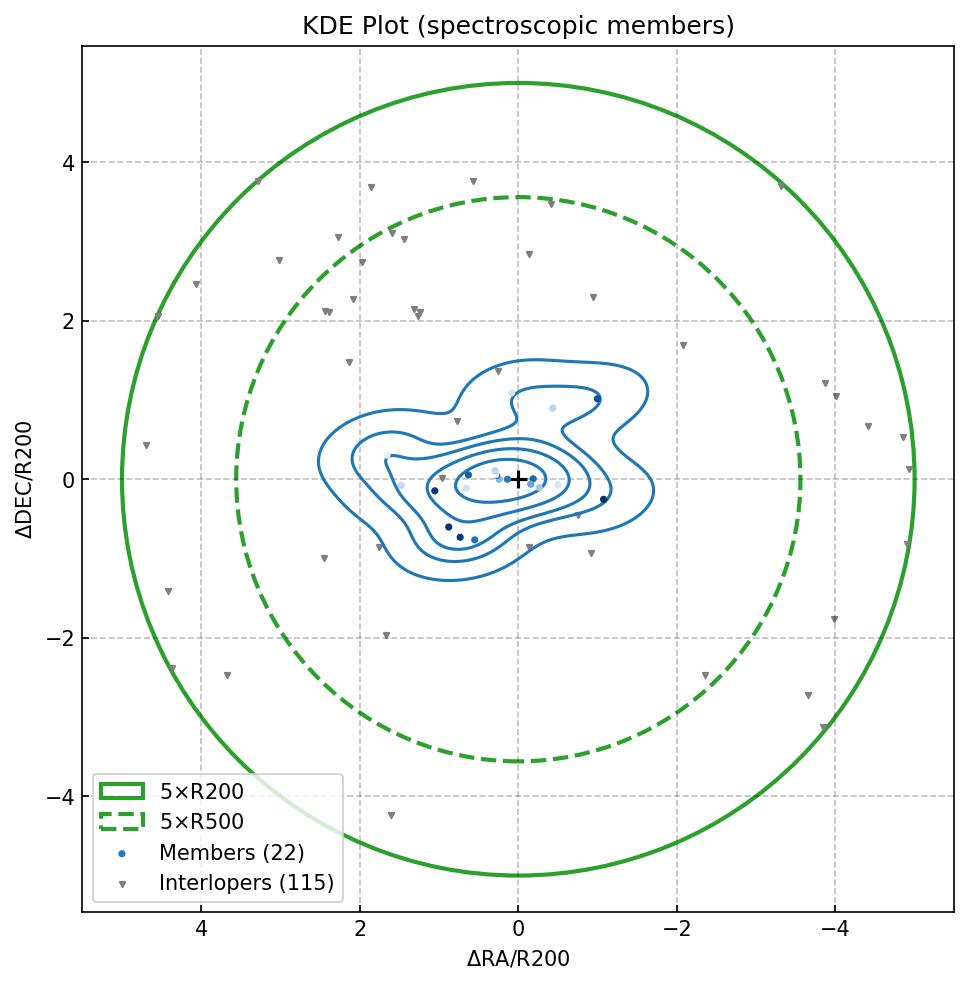 KDE Plot (spectroscopic members)
4
2
0
−2
−4
ΔDEC/R200
5×R200
5×R500
Members (22)
Interlopers (115)
4 2 0 −2 −4
ΔRA/R200